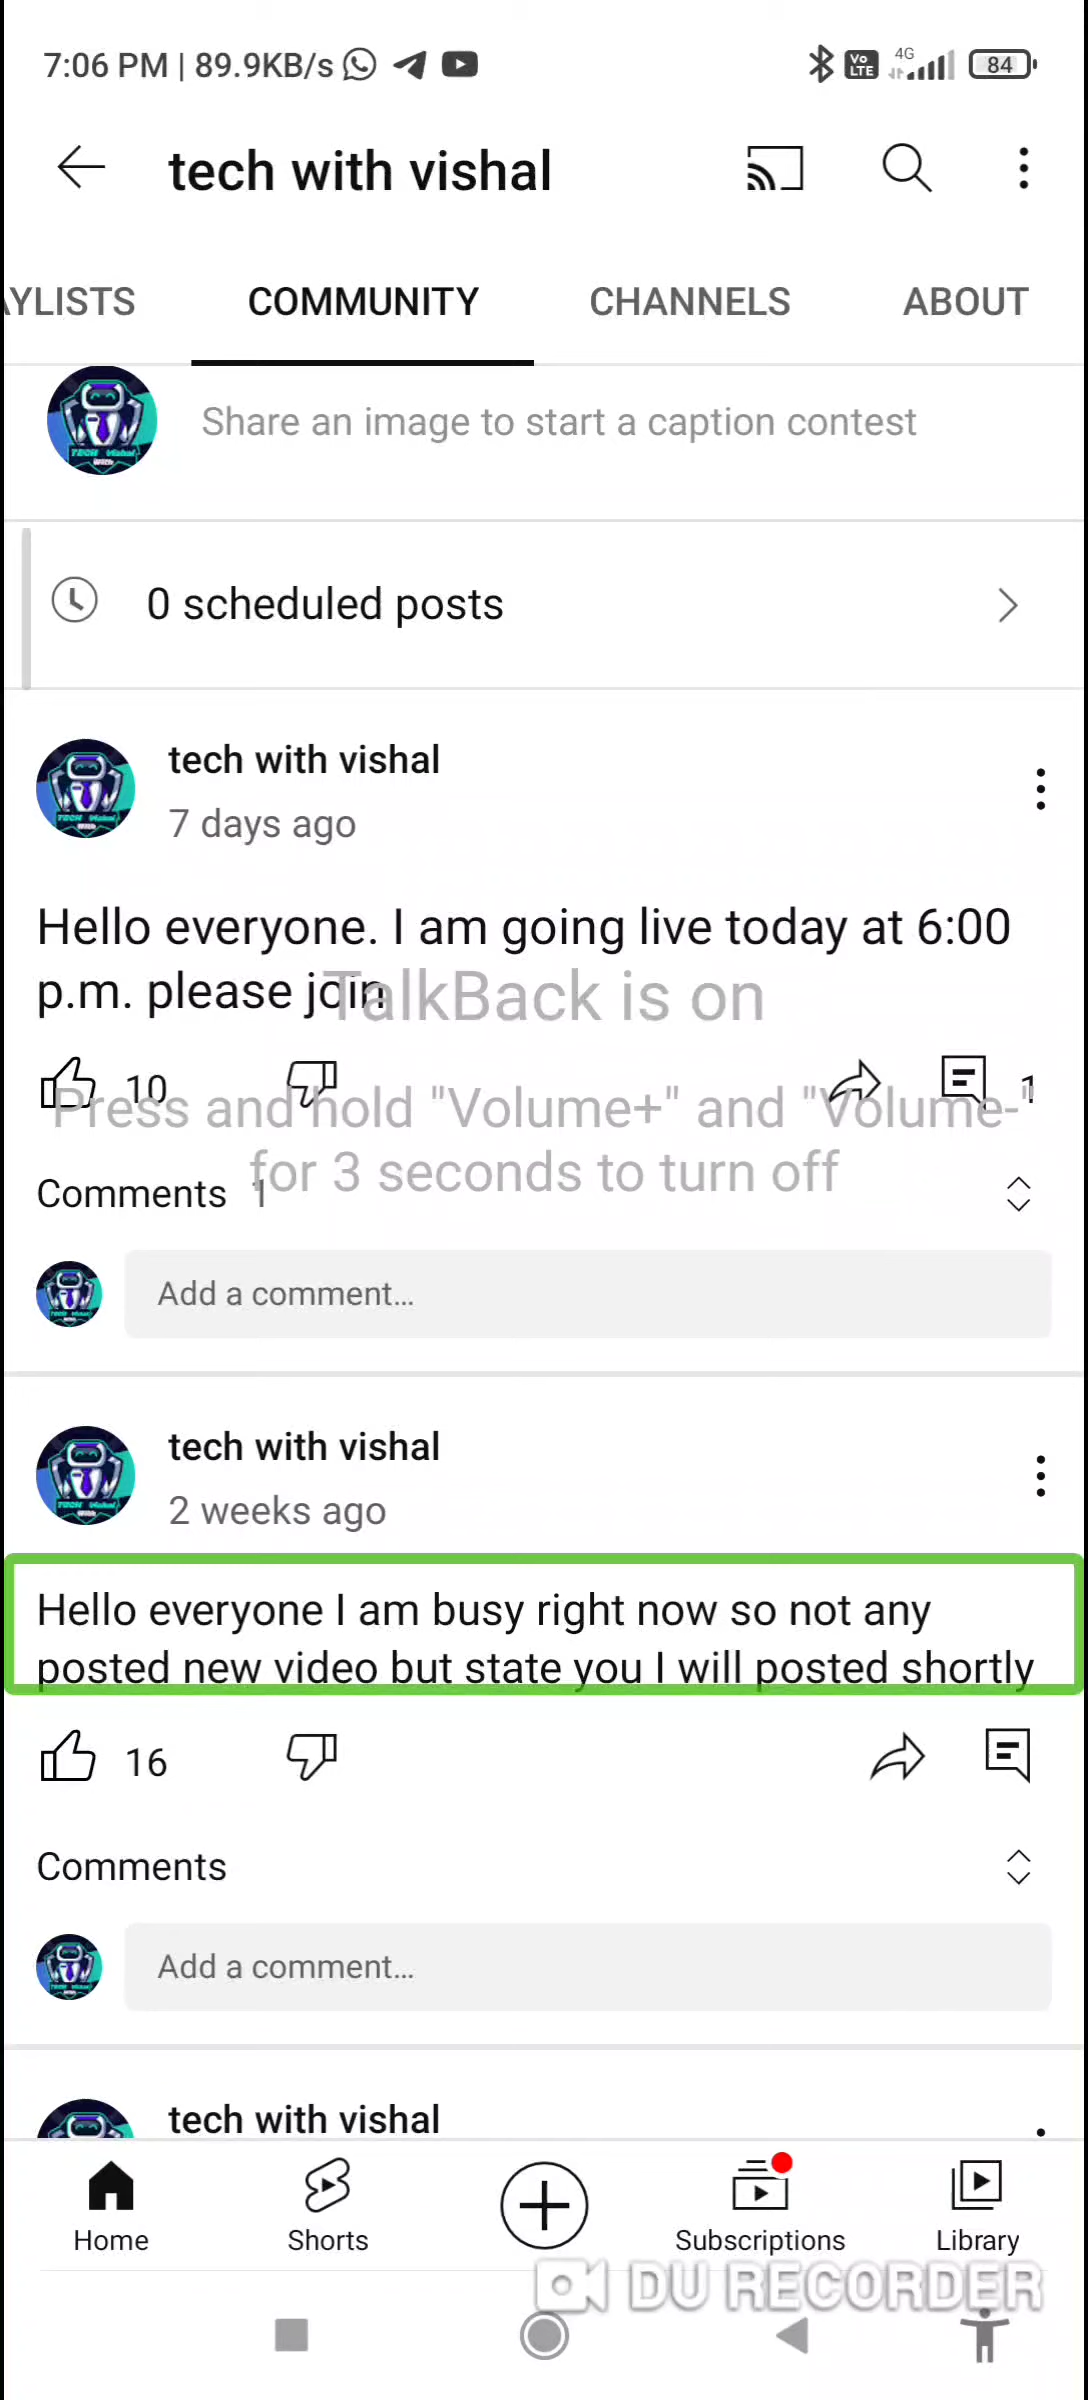 7:06 PM | 89.9KB/s
Vo LTE 4G 84
tech with vishal
AYLISTS COMMUNITY CHANNELS ABOUT
Share an image to start a caption contest
0 scheduled posts
tech with vishal
7 days ago
Hello everyone. I am going live today at 6:00
p.m. please join
TalkBack is on
10 1
Press and hold "Volume+" and "Volume-"
for 3 seconds to turn off
Comments 1
Add a comment...
tech with vishal
2 weeks ago
Hello everyone I am busy right now so not any
posted new video but state you I will posted shortly
16
Comments
Add a comment...
tech with vishal
Home Shorts Subscriptions Library
DU RECORDER